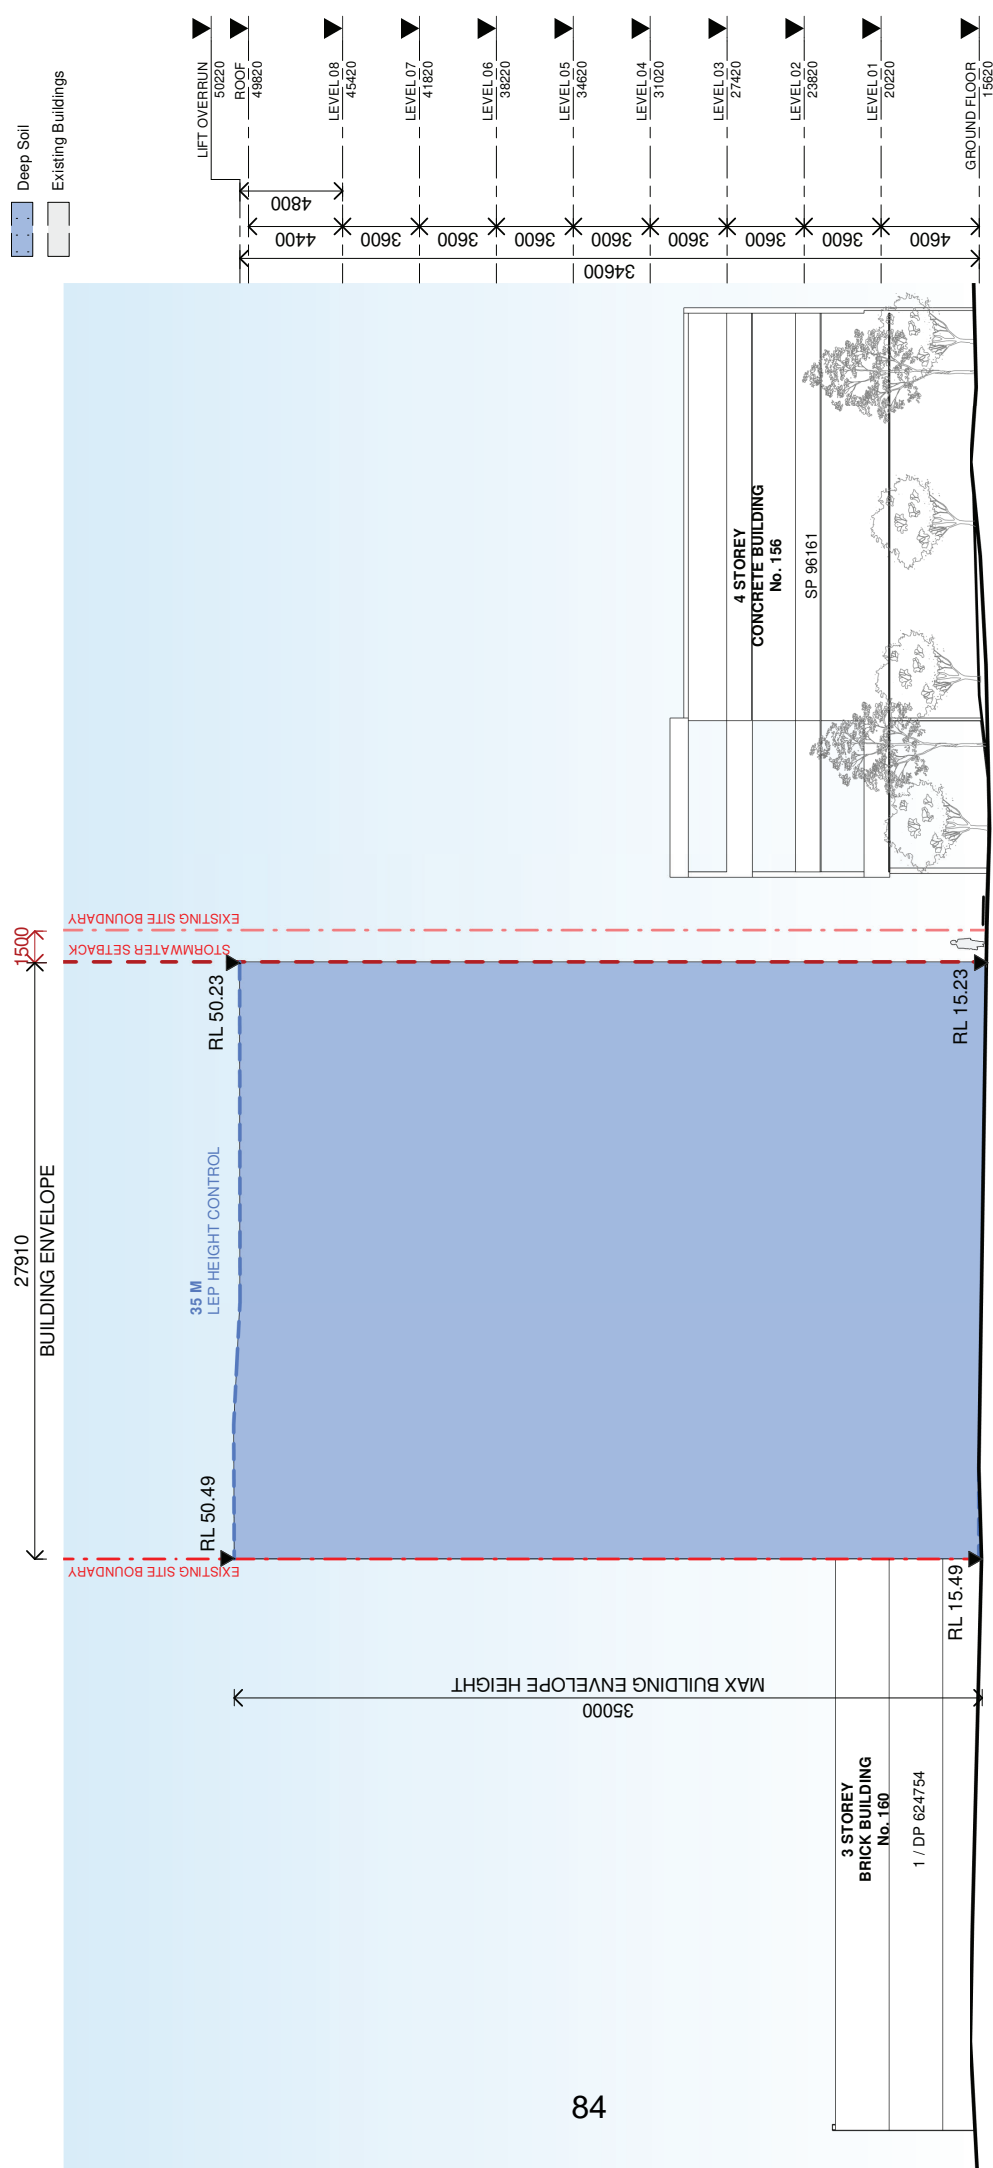 Deep Soil
Existing Buildings
LIFT OVERRUN
50220
ROOF
49820
LEVEL 08
45420
LEVEL 07
41820
LEVEL 06
38220
LEVEL 05
34620
LEVEL 04
31020
LEVEL 03
27420
LEVEL 02
23820
LEVEL 01
20220
GROUND FLOOR
15620
4800
4400
3600
3600
3600
3600
3600
3600
3600
4600
34600
4 STOREY
CONCRETE BUILDING
No. 156
SP 96161
EXISTING SITE BOUNDARY
1500
STORMWATER SETBACK
RL 50.23
RL 15.23
27910
BUILDING ENVELOPE
35 M
LEP HEIGHT CONTROL
RL 50.49
RL 15.49
EXISTING SITE BOUNDARY
MAX BUILDING ENVELOPE HEIGHT
35000
3 STOREY
BRICK BUILDING
No. 160
1 / DP 624754
84